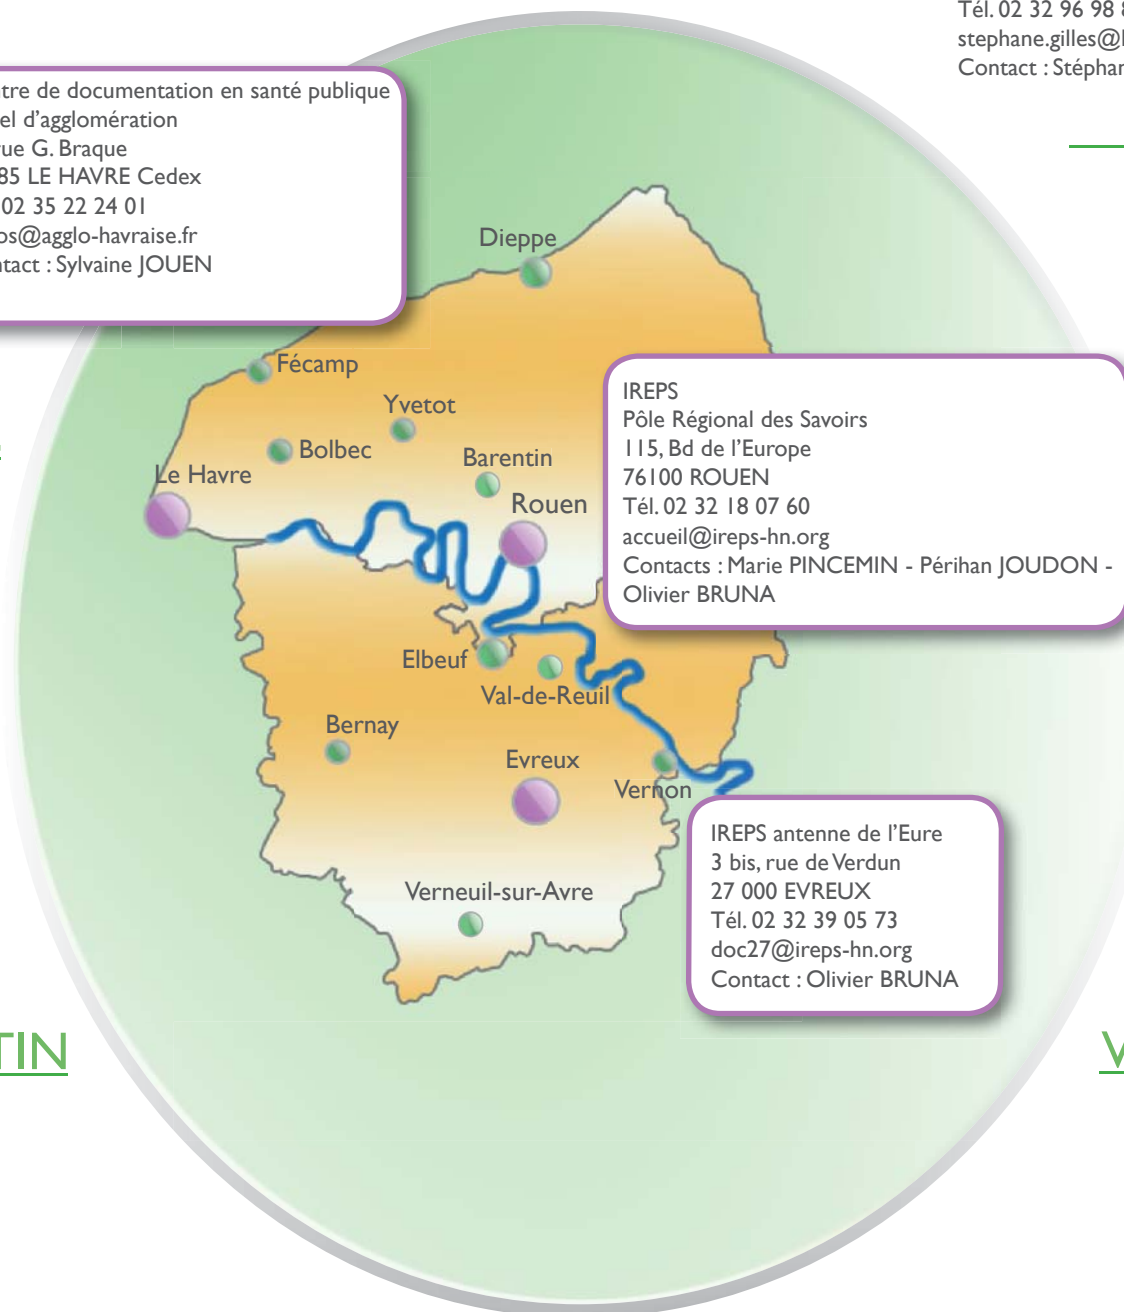 Tél. 02 32 96 98
stephane.gilles@
Contact : Stéphan
ntre de documentation en santé publique
el d'agglomération
rue G. Braque
85 LE HAVRE Cedex
02 35 22 24 01
os@agglo-havraise.fr
ntact : Sylvaine JOUEN
Dieppe
Fécamp
Yvetot
Bolbec
Barentin
Le Havre
Rouen
IREPS
Pôle Régional des Savoirs
115, Bd de l'Europe
76100 ROUEN
Tél. 02 32 18 07 60
accueil@ireps-hn.org
Contacts : Marie PINCEMIN - Périhan JOUDON -
Olivier BRUNA
Elbeuf
Val-de-Reuil
Bernay
Evreux
Vernon
IREPS antenne de l'Eure
3 bis, rue de Verdun
27 000 EVREUX
Tél. 02 32 39 05 73
doc27@ireps-hn.org
Contact : Olivier BRUNA
Verneuil-sur-Avre
TIN
V